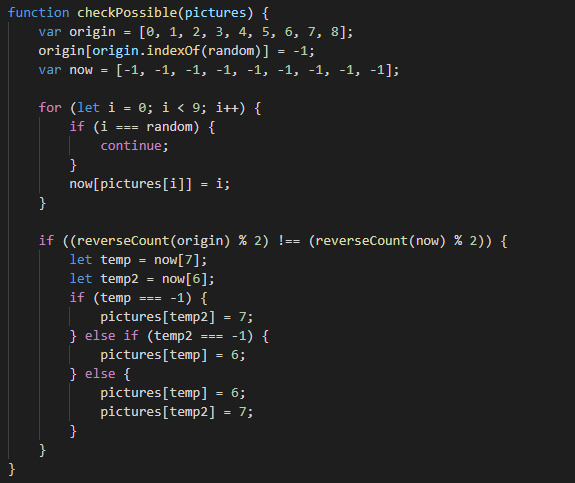 function checkPossible(pictures) {
    var origin = [0, 1, 2, 3, 4, 5, 6, 7, 8];
    origin[origin.indexOf(random)] = -1;
    var now = [-1, -1, -1, -1, -1, -1, -1, -1, -1];

    for (let i = 0; i < 9; i++) {
        if (i === random) {
            continue;
        }
        now[pictures[i]] = i;
    }

    if ((reverseCount(origin) % 2) !== (reverseCount(now) % 2)) {
        let temp = now[7];
        let temp2 = now[6];
        if (temp === -1) {
            pictures[temp2] = 7;
        } else if (temp2 === -1) {
            pictures[temp] = 6;
        } else {
            pictures[temp] = 6;
            pictures[temp2] = 7;
        }
    }
}